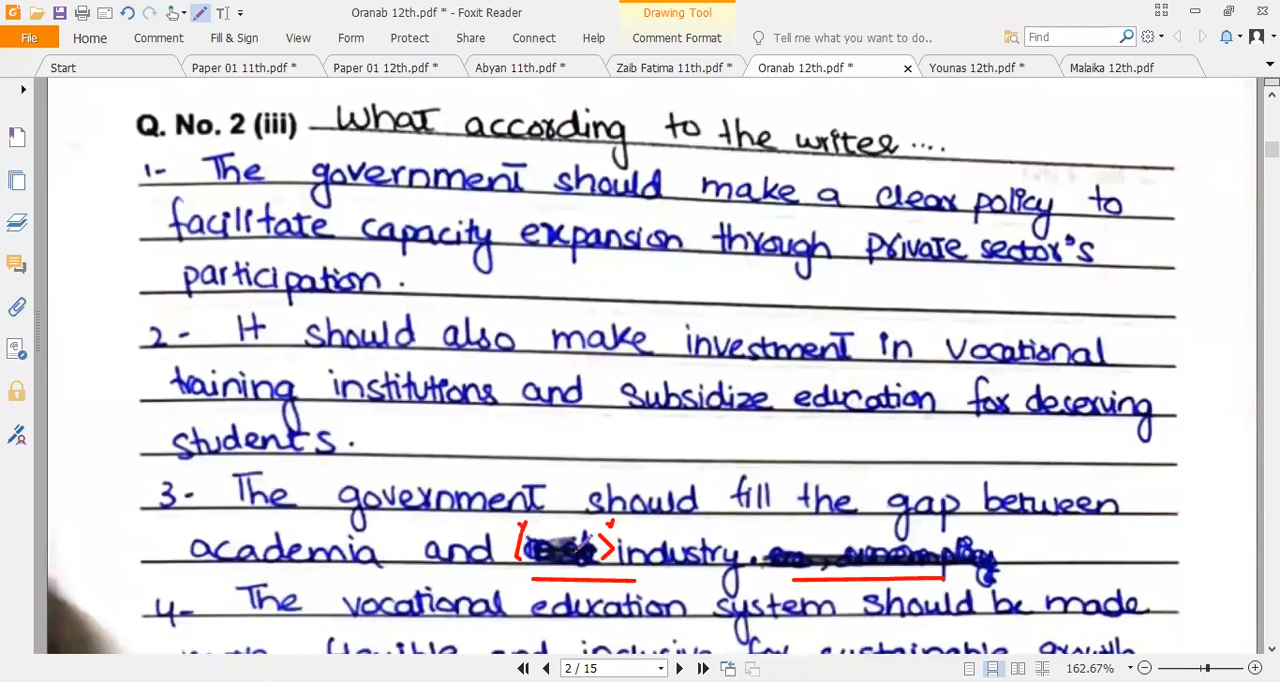 Oranab 12th.pdf * - Foxit Reader
Drawing Tool
File Home Comment Fill & Sign View Form Protect Share Connect Help Comment Format Tell me what you want to do.. Find
Start Paper 01 11th.pdf * Paper 01 12th.pdf * Abyan 11th.pdf * Zaib Fatima 11th.pdf * Oranab 12th.pdf * Younas 12th.pdf * Malaika 12th.pdf
Q. No. 2 (iii) What according to the writer ....
1- The government should make a clear policy to
facilitate capacity expansion through private sector's
participation.
2- It should also make investment in vocational
training institutions and subsidize education for deserving
students.
3- The government should fill the gap between
academia and industry.
4- The vocational education system should be made
flexible and inclusive for sustainable growth
2 / 15
162.67%